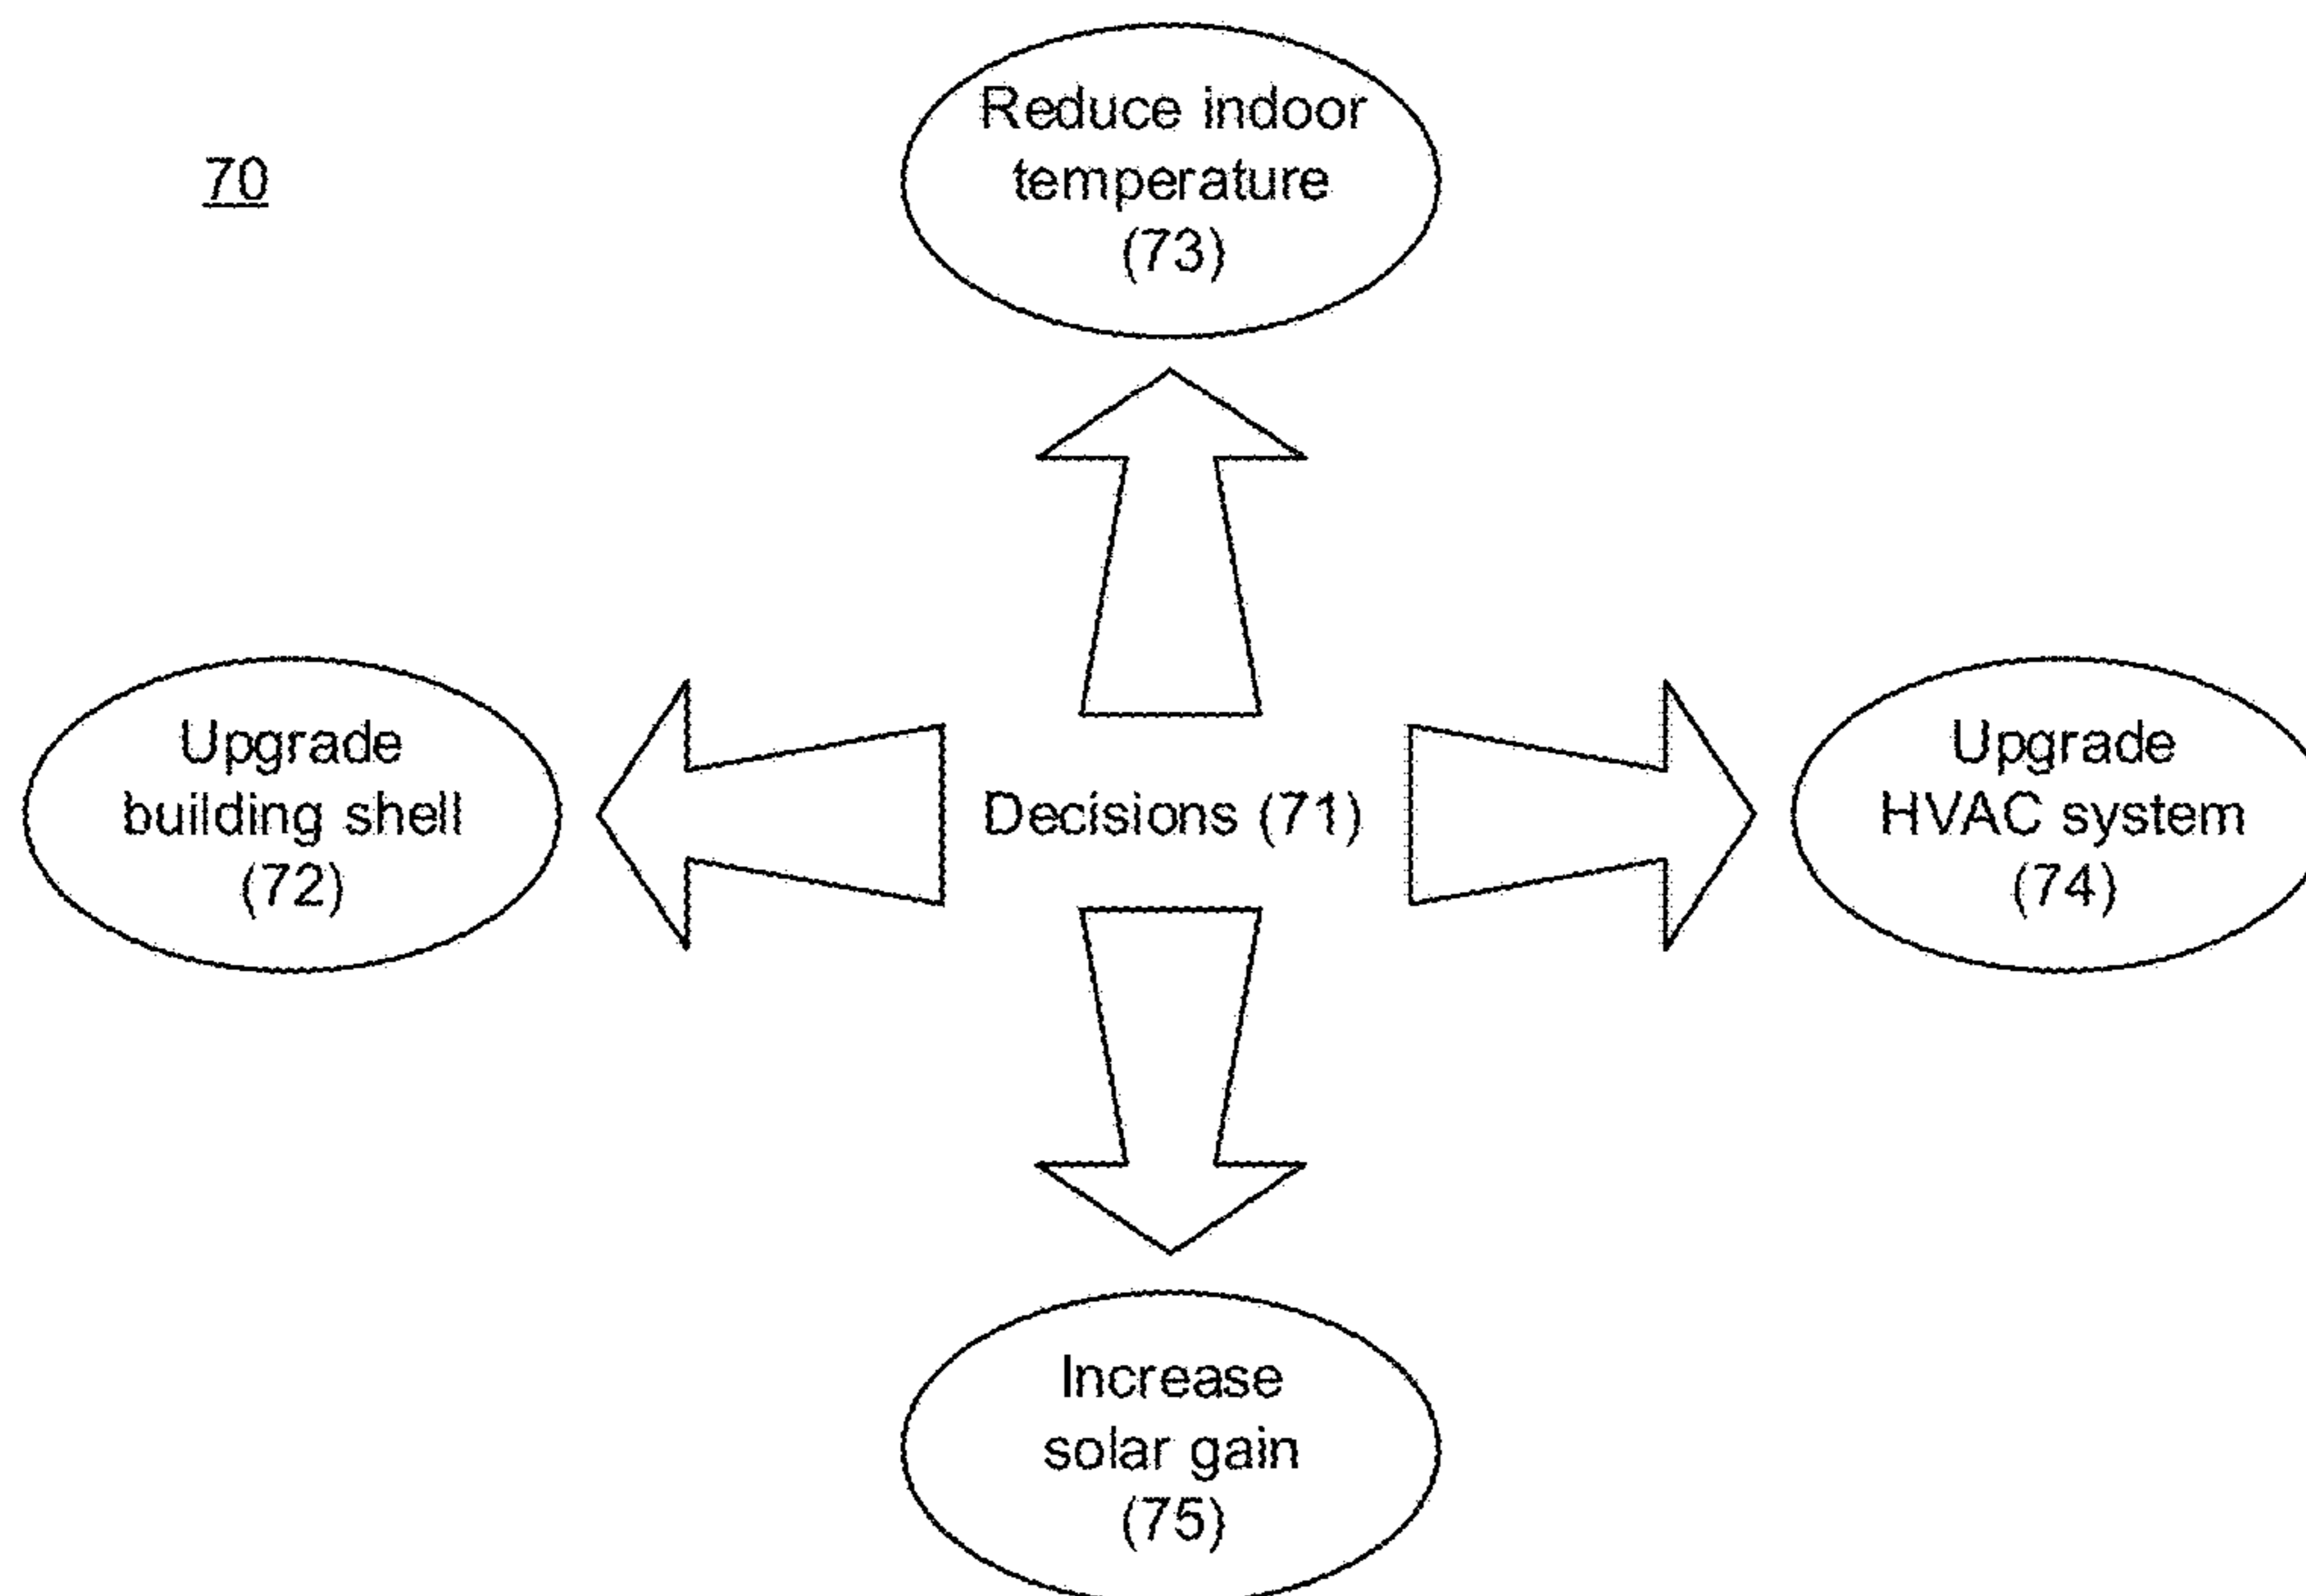 70
Reduce indoor
temperature
(73)
Upgrade
building shell
(72)
Decisions (71)
Upgrade
HVAC system
(74)
Increase
solar gain
(75)